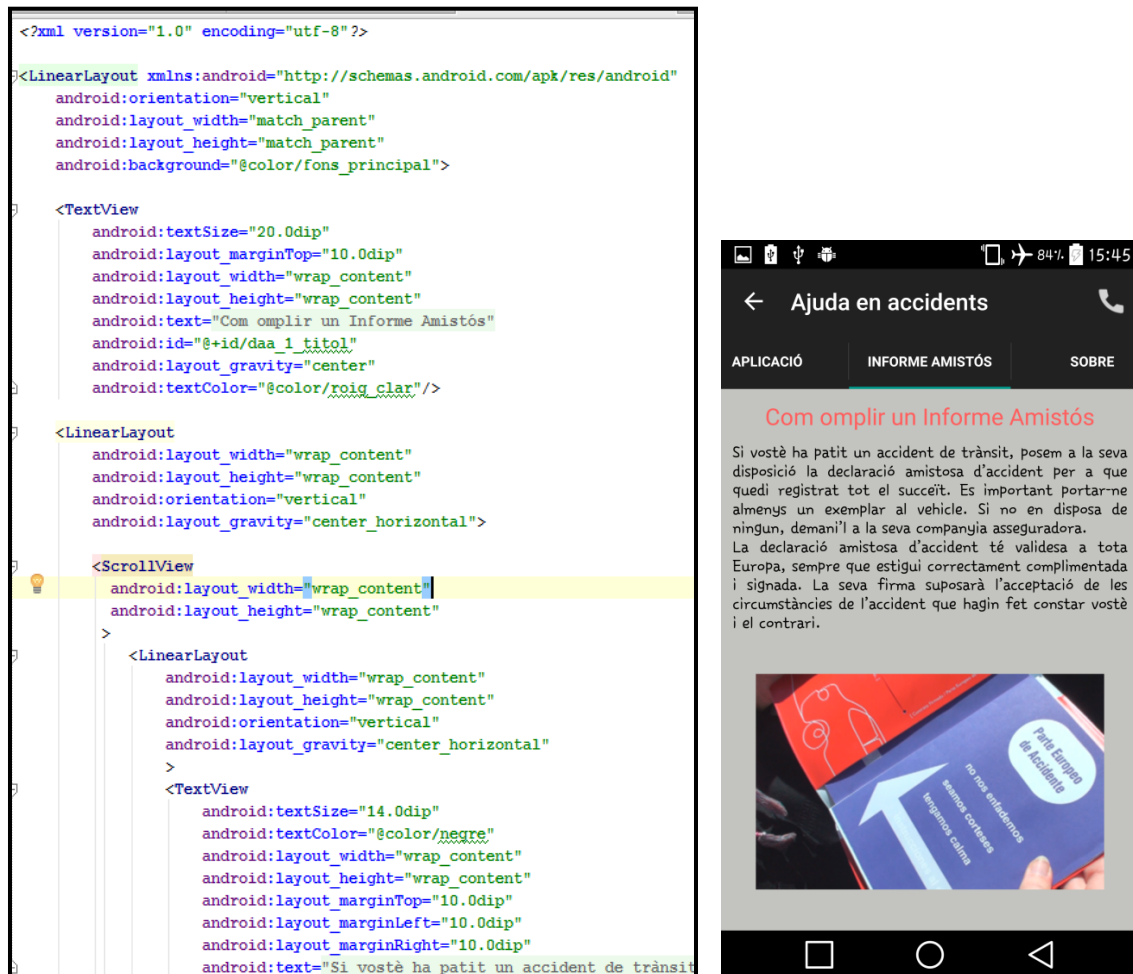 <?xml version="1.0" encoding="utf-8"?>
<LinearLayout xmlns:android="http://schemas.android.com/apk/res/android"
android:orientation="vertical"
android:layout_width="match_parent"
android:layout_height="match_parent"
android:background="@color/fons_principal">
<TextView
android:textSize="20.0dip"
android:layout_marginTop="10.0dip"
android:layout_width="wrap_content"
android:layout_height="wrap_content"
android:text="Com omplir un Informe Amistós"
android:id="@+id/daa_1_titol"
android:layout_gravity="center"
android:textColor="@color/roig_clar"/>
<LinearLayout
android:layout_width="wrap_content"
android:layout_height="wrap_content"
android:orientation="vertical"
android:layout_gravity="center_horizontal">
<ScrollView
android:layout_width="wrap_content"
android:layout_height="wrap_content"
>
<LinearLayout
android:layout_width="wrap_content"
android:layout_height="wrap_content"
android:orientation="vertical"
android:layout_gravity="center_horizontal"
>
<TextView
android:textSize="14.0dip"
android:textColor="@color/negre"
android:layout_width="wrap_content"
android:layout_height="wrap_content"
android:layout_marginTop="10.0dip"
android:layout_marginLeft="10.0dip"
android:layout_marginRight="10.0dip"
android:text="Si vostè ha patit un accident de trànsit
84% 15:45
Ajuda en accidents
APLICACIÓ INFORME AMISTÓS SOBRE
Com omplir un Informe Amistós
Si vostè ha patit un accident de trànsit, posem a la seva
disposició la declaració amistosa d'accident per a que
quedi registrat tot el succeït. Es important portar-ne
almenys un exemplar al vehicle. Si no en disposa de
ningun, demani'l a la seva companyia asseguradora.
La declaració amistosa d'accident té validesa a tota
Europa, sempre que estigui correctament complimentada
i signada. La seva firma suposarà l'acceptació de les
circumstàncies de l'accident que hagin fet constar vostè
i el contrari.
Parte Europeo
de Accidente
no nos enfademos
seamos corteses
tengamos calma